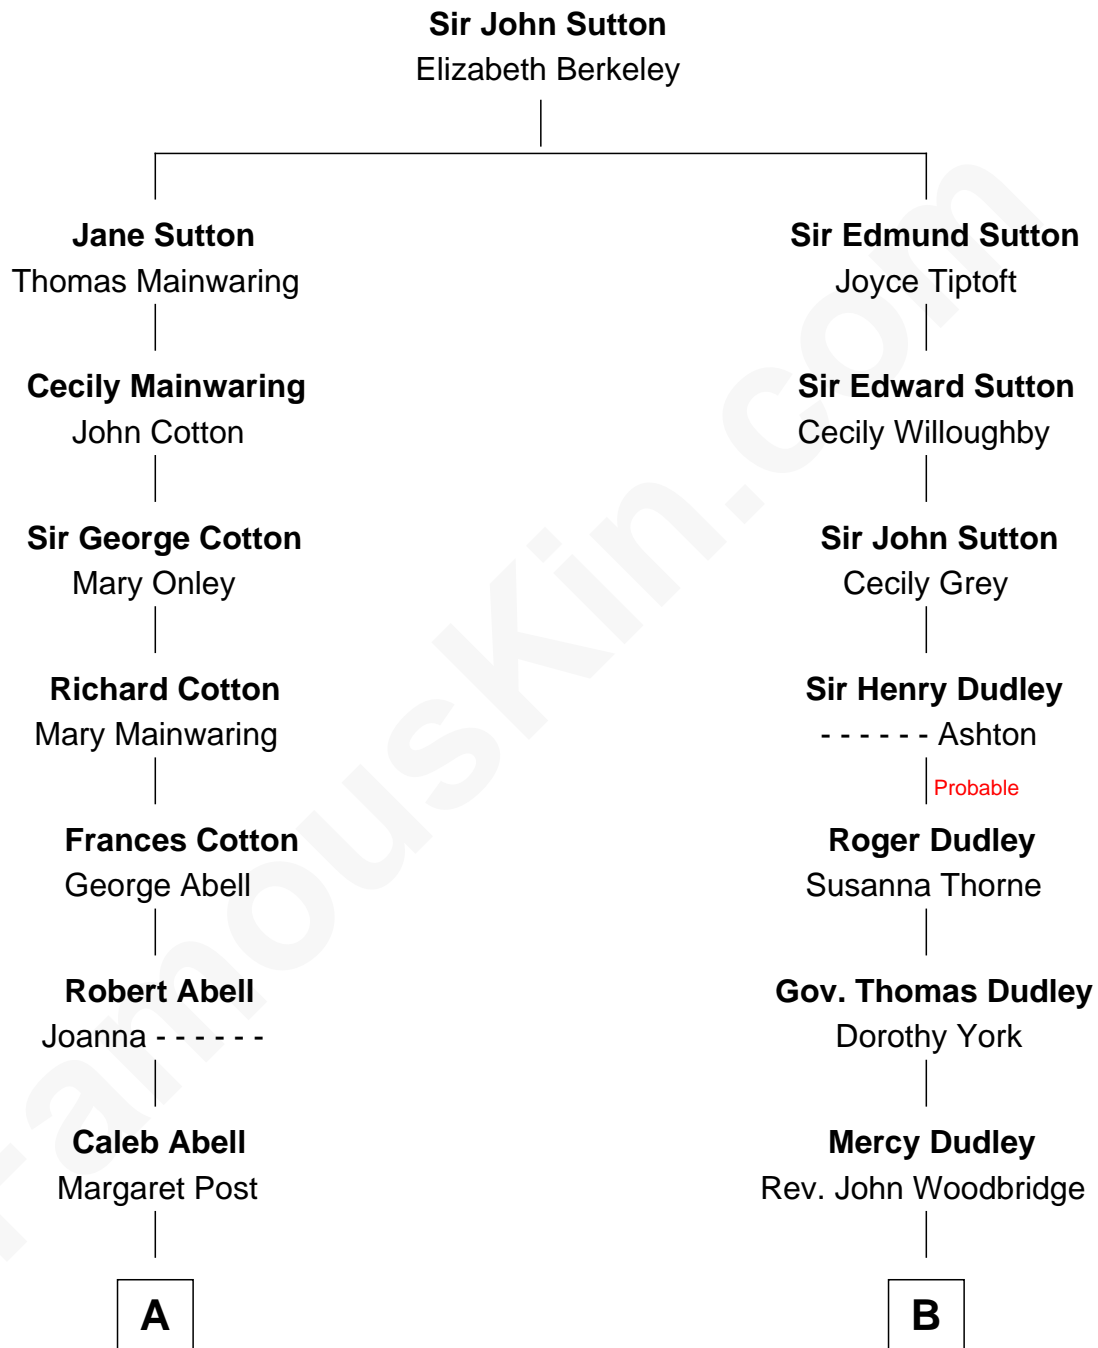 Sir John Sutton
Elizabeth Berkeley
Jane Sutton
Thomas Mainwaring
Cecily Mainwaring
John Cotton
Sir George Cotton
Mary Onley
Richard Cotton
Mary Mainwaring
Frances Cotton
George Abell
Robert Abell
Joanna - - - - - -
Caleb Abell
Margaret Post
A
Sir Edmund Sutton
Joyce Tiptoft
Sir Edward Sutton
Cecily Willoughby
Sir John Sutton
Cecily Grey
Sir Henry Dudley
- - - - - - Ashton
Probable
Roger Dudley
Susanna Thorne
Gov. Thomas Dudley
Dorothy York
Mercy Dudley
Rev. John Woodbridge
B
FamousKin.com